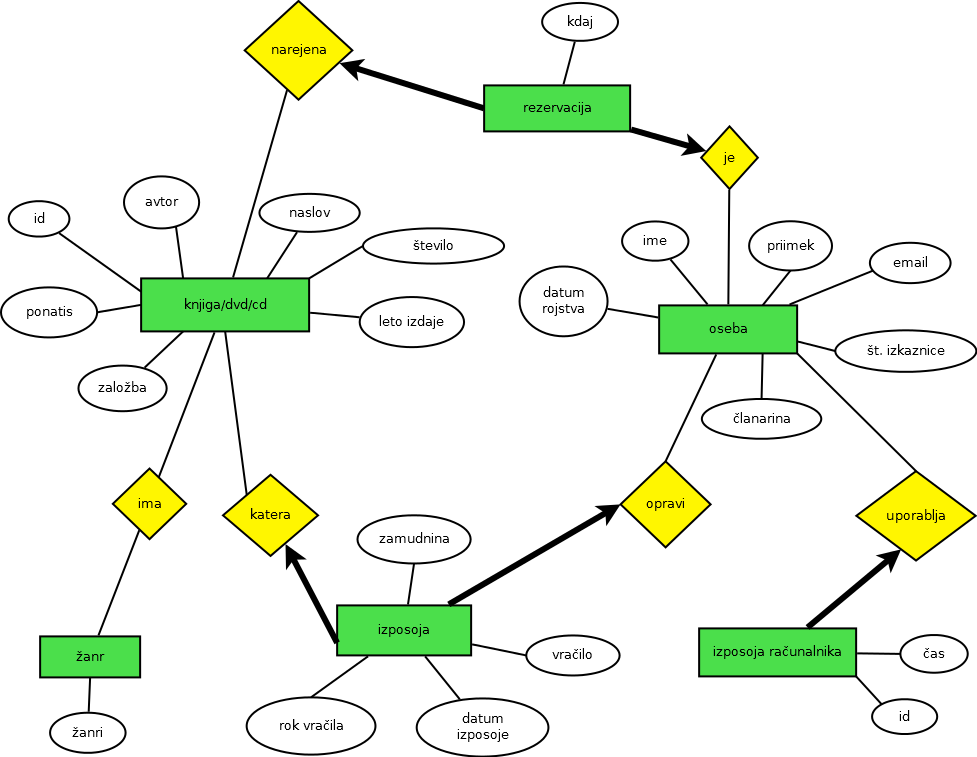 kdaj
narejena
rezervacija
je
avtor
id
naslov
število
ime
priimek
email
knjiga/dvd/cd
ponatis
leto izdaje
datum
rojstva
oseba
št. izkaznice
založba
članarina
ima
katera
opravi
uporablja
zamudnina
izposoja
žanr
vračilo
izposoja računalnika
čas
žanri
rok vračila
datum
izposoje
id